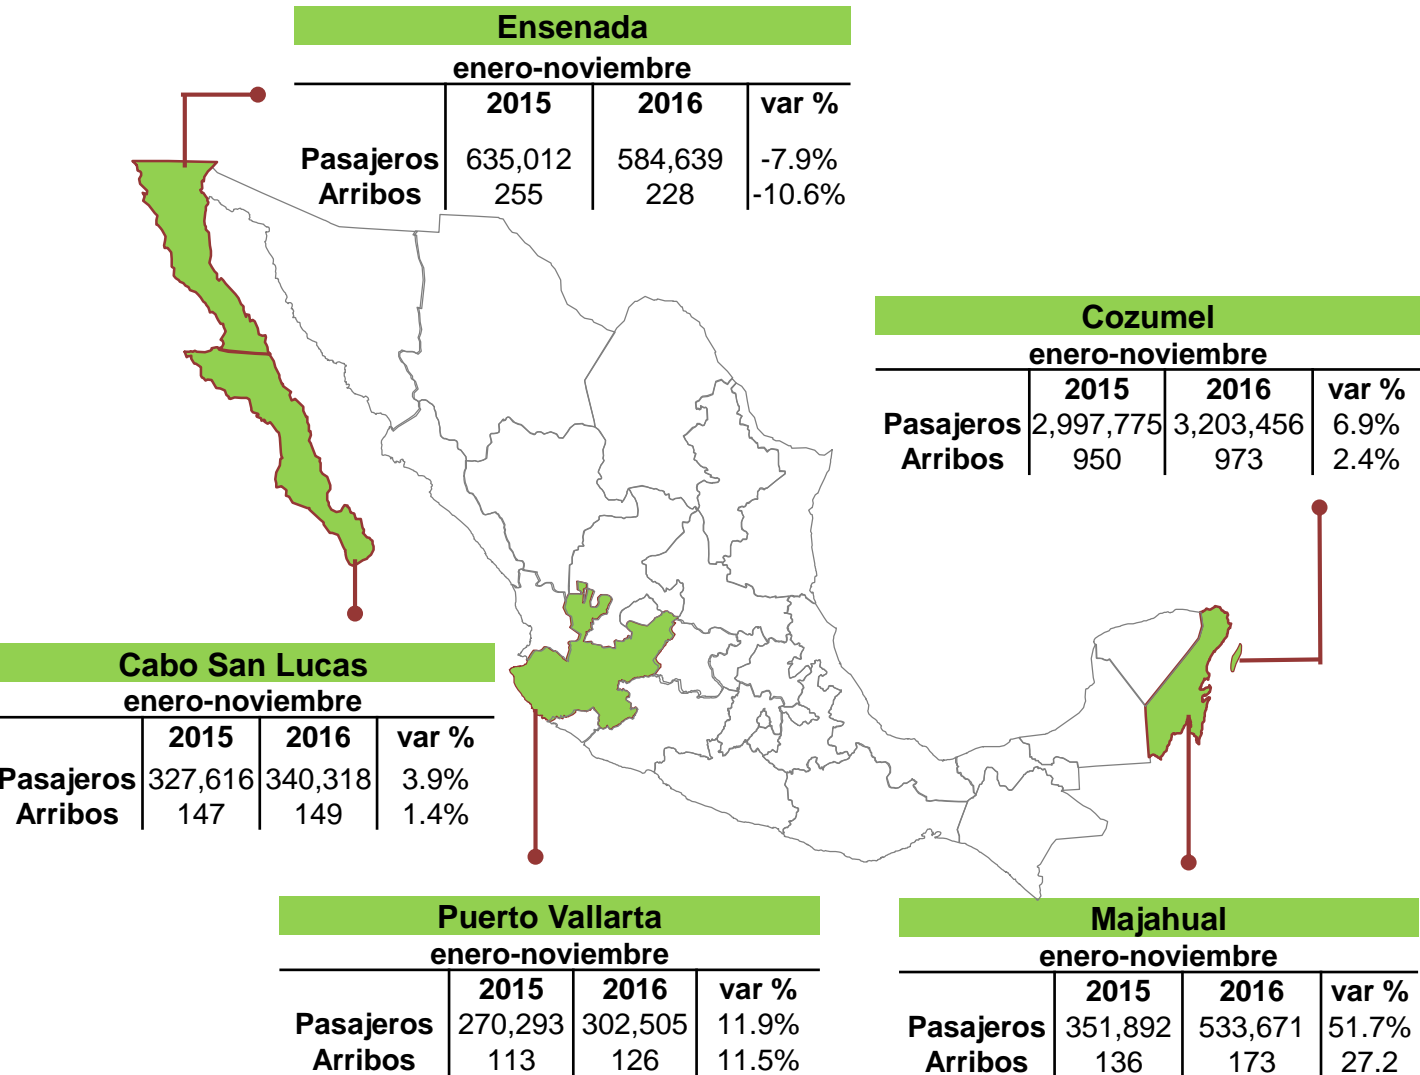 Ensenada
enero-noviembre
2015 2016 var %
Pasajeros 635,012 584,639 -7.9%
Arribos 255 228 -10.6%
Cozumel
enero-noviembre
2015 2016 var %
Pasajeros 2,997,775 3,203,456 6.9%
Arribos 950 973 2.4%
Cabo San Lucas
enero-noviembre
2015 2016 var %
Pasajeros 327,616 340,318 3.9%
Arribos 147 149 1.4%
Puerto Vallarta
enero-noviembre
2015 2016 var %
Pasajeros 270,293 302,505 11.9%
Arribos 113 126 11.5%
Majahual
enero-noviembre
2015 2016 var %
Pasajeros 351,892 533,671 51.7%
Arribos 136 173 27.2